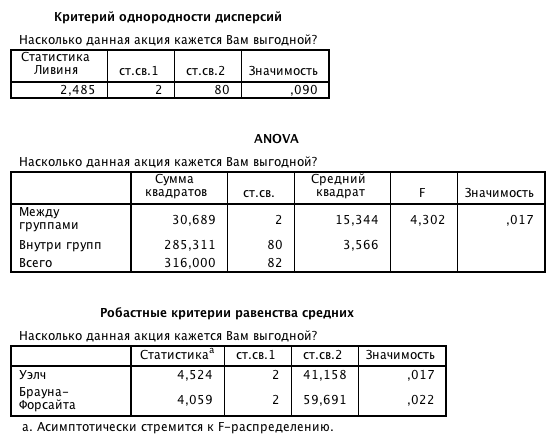 Критерий однородности дисперсий
Насколько данная акция кажется Вам выгодной?
Статистика Ливиня ст.св.1 ст.св.2 Значимость
2,485 2 80 ,090
ANOVA
Насколько данная акция кажется Вам выгодной?
Сумма квадратов ст.св. Средний квадрат F Значимость
Между группами 30,689 2 15,344 4,302 ,017
Внутри групп 285,311 80 3,566
Всего 316,000 82
Робастные критерии равенства средних
Насколько данная акция кажется Вам выгодной?
Статистикаa ст.св.1 ст.св.2 Значимость
Уэлч 4,524 2 41,158 ,017
Брауна-Форсайта 4,059 2 59,691 ,022
a. Асимптотически стремится к F-распределению.